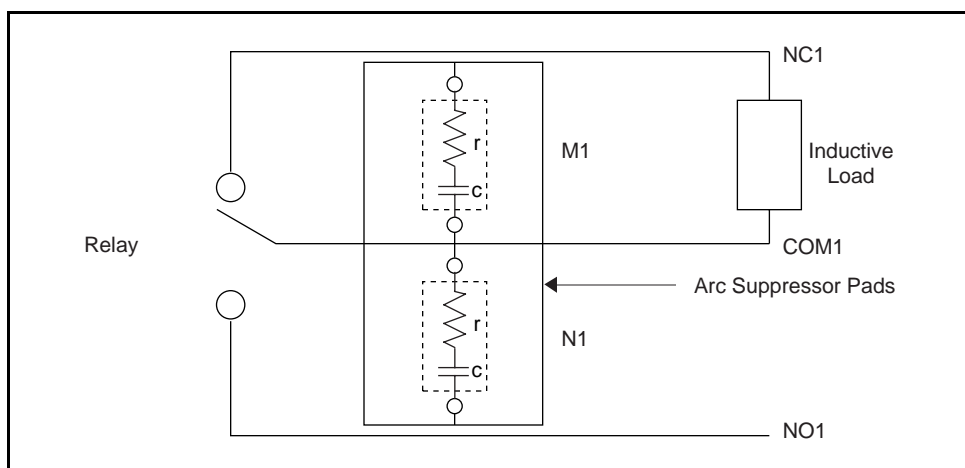 NC1
r
M1
Inductive
Load
c
Relay
COM1
Arc Suppressor Pads
r
N1
c
NO1